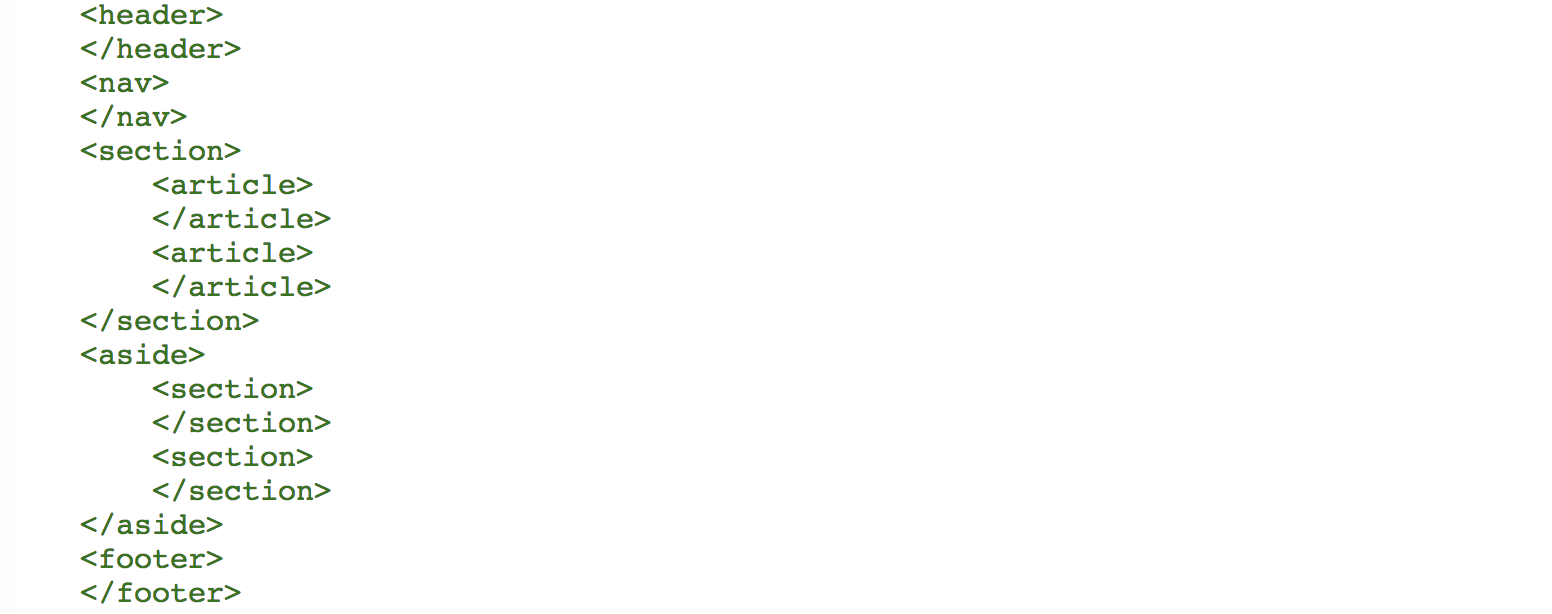 <header>
</header>
<nav>
</nav>
<section>
    <article>
    </article>
    <article>
    </article>
</section>
<aside>
    <section>
    </section>
    <section>
    </section>
</aside>
<footer>
</footer>